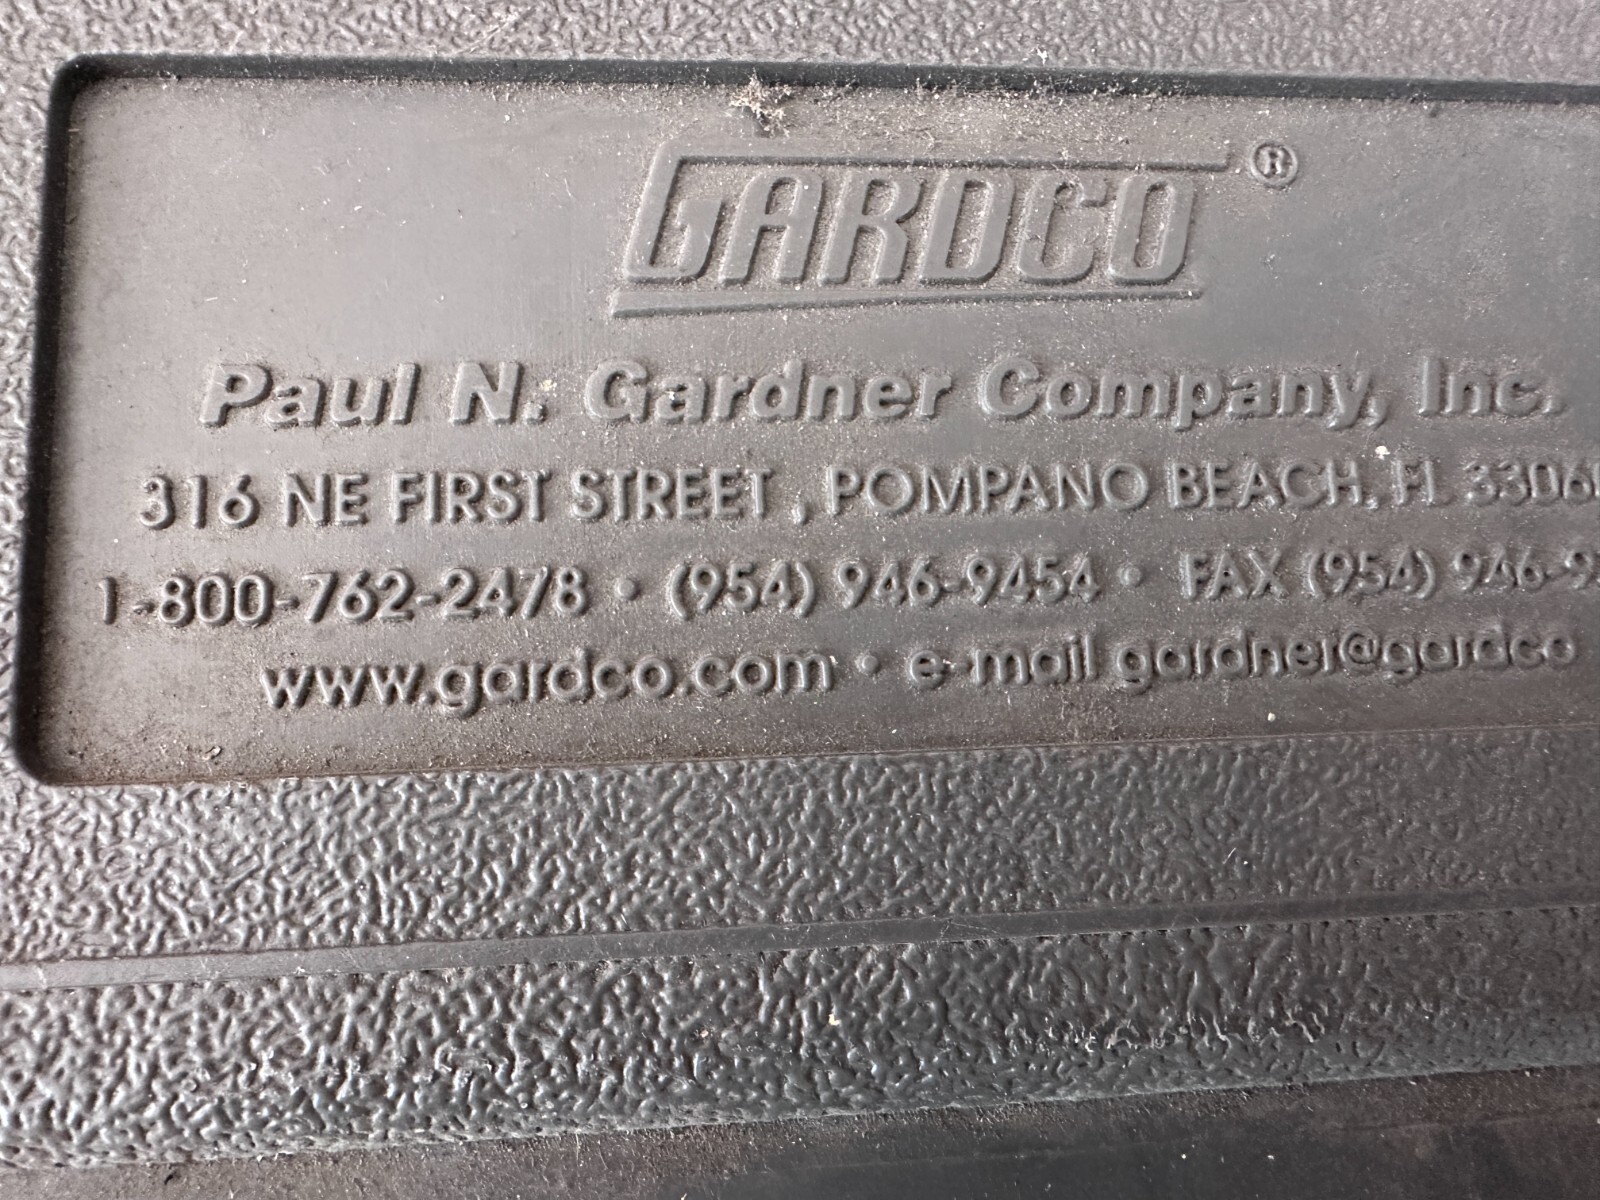 GARDCO ®
Paul N. Gardner Company, Inc.
316 NE FIRST STREET, POMPANO BEACH, FL
1-800-762-2478 • (954) 946-9454 • FAX (954)
www.gardco.com • e-mail gardner@gardco